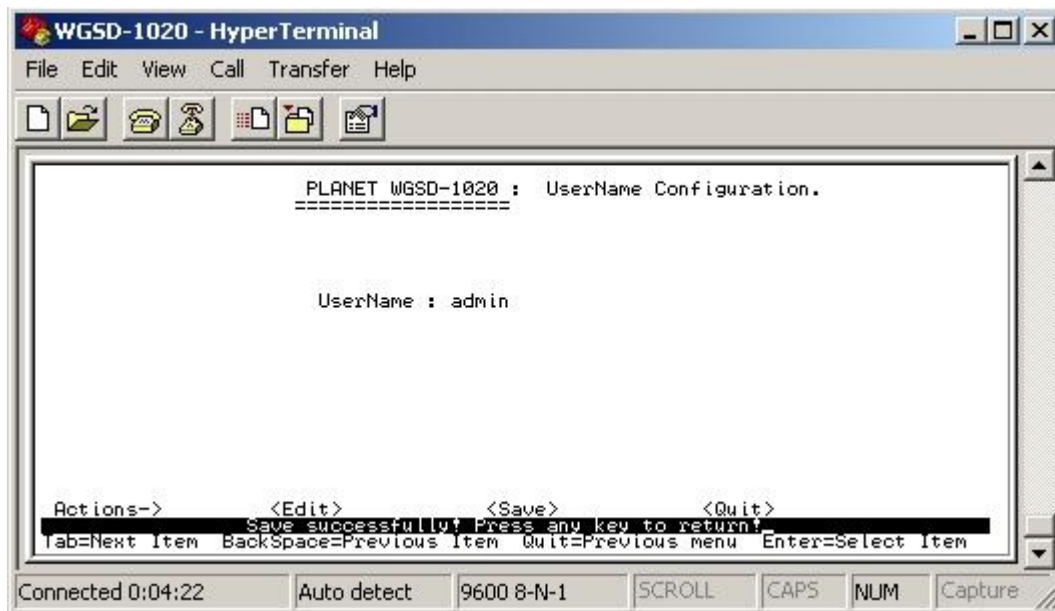 WGSD-1020 - HyperTerminal
File Edit View Call Transfer Help
PLANET WGSD-1020 : UserName Configuration.
==================
UserName : admin
Actions-> <Edit> <Save> <Quit>
Save successfully! Press any key to return!_
Tab=Next Item BackSpace=Previous Item Quit=Previous menu Enter=Select Item
Connected 0:04:22 Auto detect 9600 8-N-1 SCROLL CAPS NUM Capture